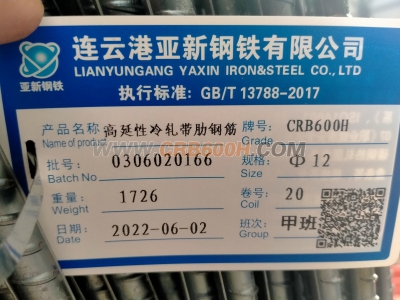 连云港亚新钢铁有限公司
LIANYUNGANG YAXIN IRON&STEEL CO.,LTD.
亚新钢铁
执行标准: GB/T 13788-2017
产品名称 高延性冷轧带肋钢筋 牌号: CRB600H
Name of product Grade
批号: 0306020166 规格: Φ12
Batch No
重量: 1726 卷号: 20
Weight Coil
日期: 2022-06-02 班次: 甲班
Group
WWW.CRB600H.COM